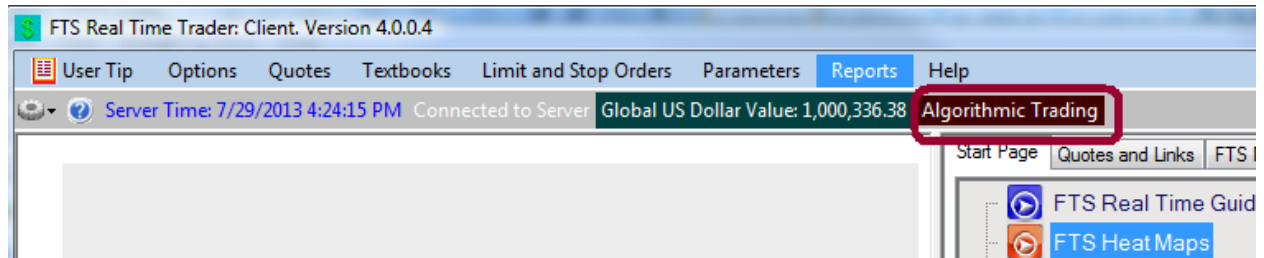 FTS Real Time Trader: Client. Version 4.0.0.4
User Tip Options Quotes Textbooks Limit and Stop Orders Parameters Reports Help
Server Time: 7/29/2013 4:24:15 PM Connected to Server Global US Dollar Value: 1,000,336.38 Algorithmic Trading
Start Page Quotes and Links FTS
FTS Real Time Guid
FTS Heat Maps